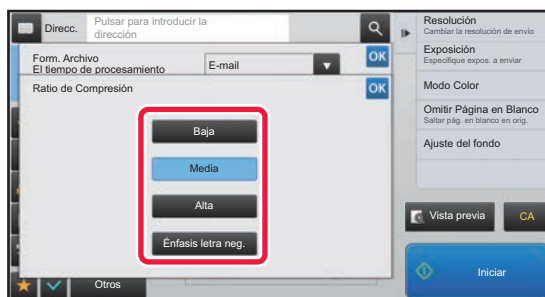 Direcc.
Pulsar para introducir la
dirección
Form. Archivo
El tiempo de procesamiento
E-mail
OK
Ratio de Compresión
OK
Baja
Media
Alta
Énfasis letra neg.
Otros
Resolución
Cambiar la resolución de envío
Exposición
Especifique expos. a enviar
Modo Color
Omitir Página en Blanco
Saltar pág. en blanco en orig.
Ajuste del fondo
Vista previa
CA
Iniciar